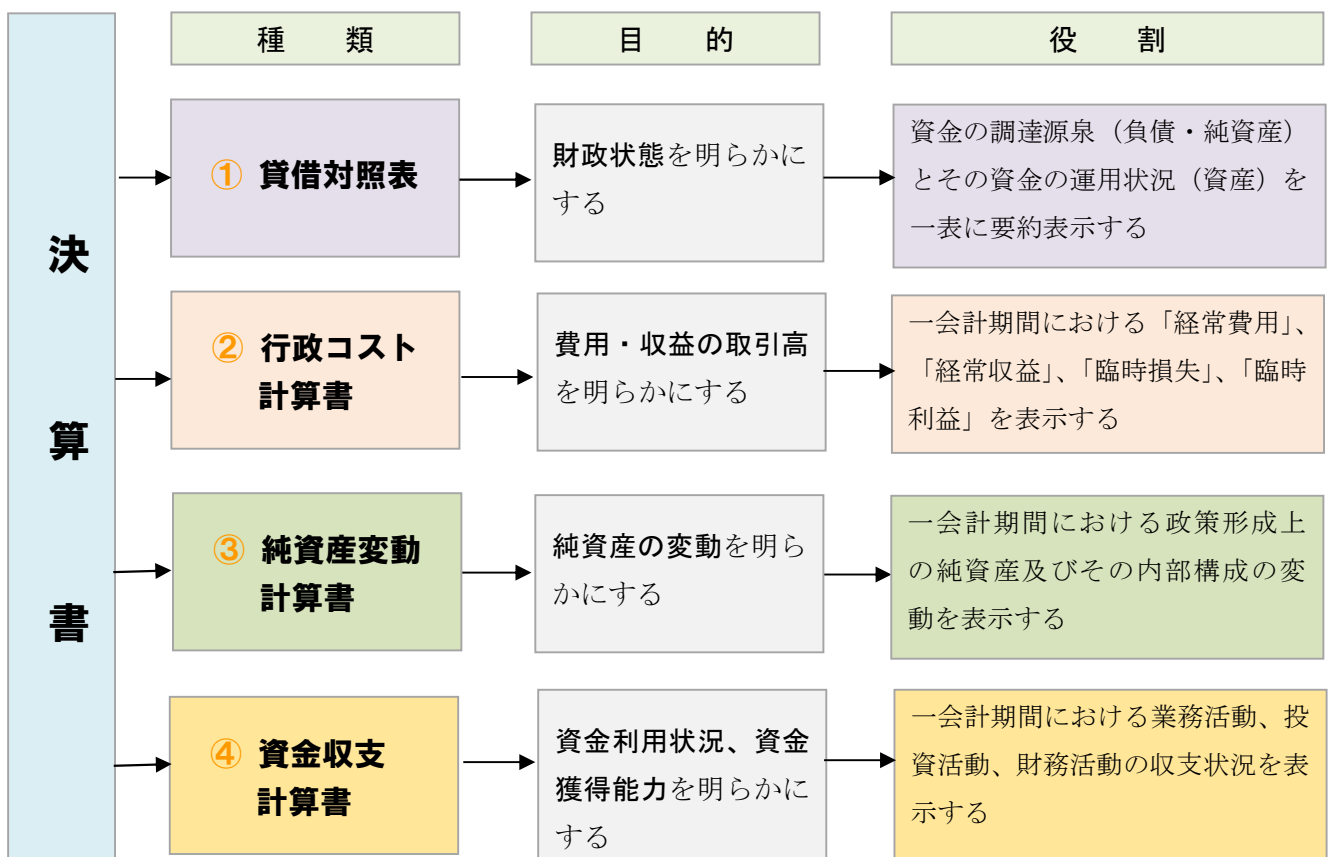 種　類
目　的
役　割
決算書
① 貸借対照表
財政状態を明らかに
する
資金の調達源泉（負債・純資産）
とその資金の運用状況（資産）を
一表に要約表示する
② 行政コスト
計算書
費用・収益の取引高
を明らかにする
一会計期間における「経常費用」、
「経常収益」、「臨時損失」、「臨時
利益」を表示する
③ 純資産変動
計算書
純資産の変動を明ら
かにする
一会計期間における政策形成上
の純資産及びその内部構成の変
動を表示する
④ 資金収支
計算書
資金利用状況、資金
獲得能力を明らかに
する
一会計期間における業務活動、投
資活動、財務活動の収支状況を表
示する